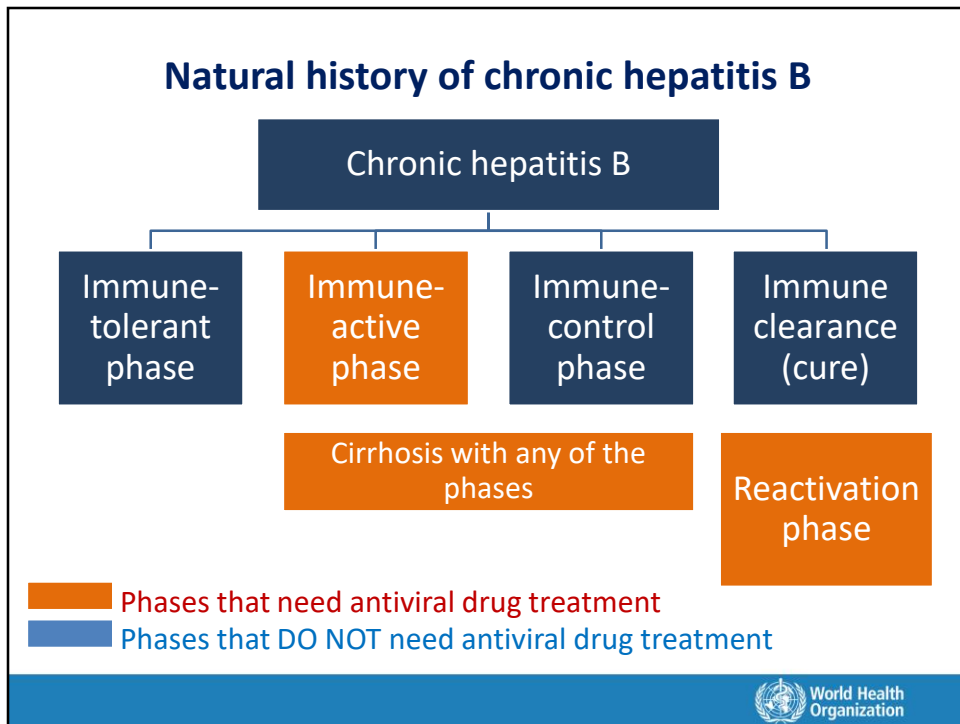 Natural history of chronic hepatitis B
Chronic hepatitis B
Immune-
tolerant
phase
Immune-
active
phase
Immune-
control
phase
Immune
clearance
(cure)
Cirrhosis with any of the
phases
Reactivation
phase
Phases that need antiviral drug treatment
Phases that DO NOT need antiviral drug treatment
World Health
Organization